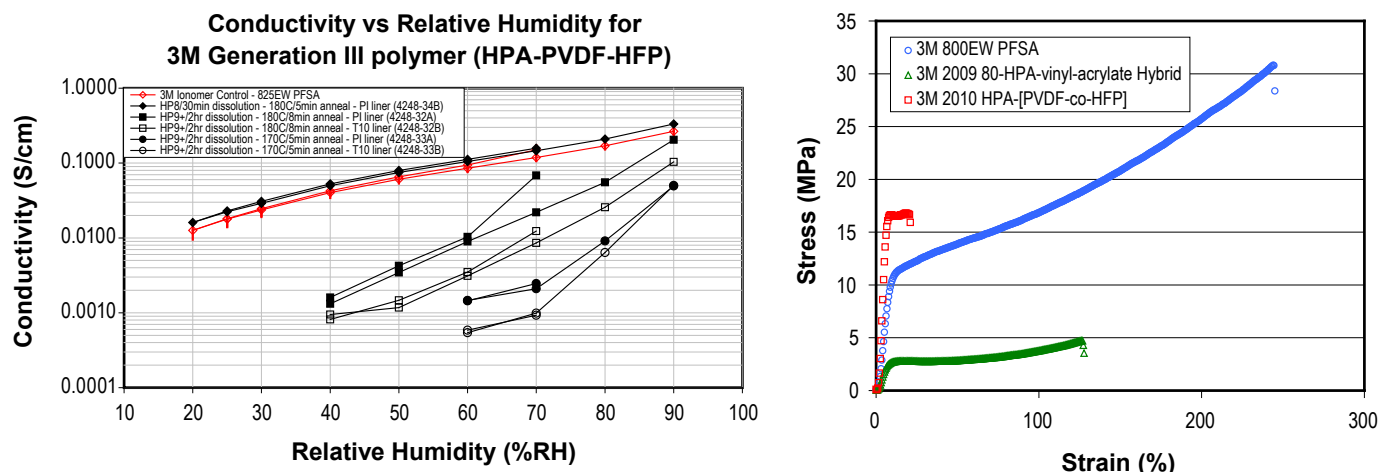 Conductivity vs Relative Humidity for
3M Generation III polymer (HPA-PVDF-HFP)
Conductivity (S/cm)
1.0000
0.1000
0.0100
0.0010
0.0001
3M Ionomer Control - 825EW PFSA
HP8/30min dissolution - 180C/5min anneal - PI liner (4248-34B)
HP9+/2hr dissolution - 180C/8min anneal - PI liner (4248-32A)
HP9+/2hr dissolution - 180C/8min anneal - T10 liner (4248-32B)
HP9+/2hr dissolution - 170C/5min anneal - PI liner (4248-33A)
HP9+/2hr dissolution - 170C/5min anneal - T10 liner (4248-33B)
10 20 30 40 50 60 70 80 90 100
Relative Humidity (%RH)
Stress (MPa)
35
30
25
20
15
10
5
0
3M 800EW PFSA
3M 2009 80-HPA-vinyl-acrylate Hybrid
3M 2010 HPA-[PVDF-co-HFP]
0 100 200 300
Strain (%)